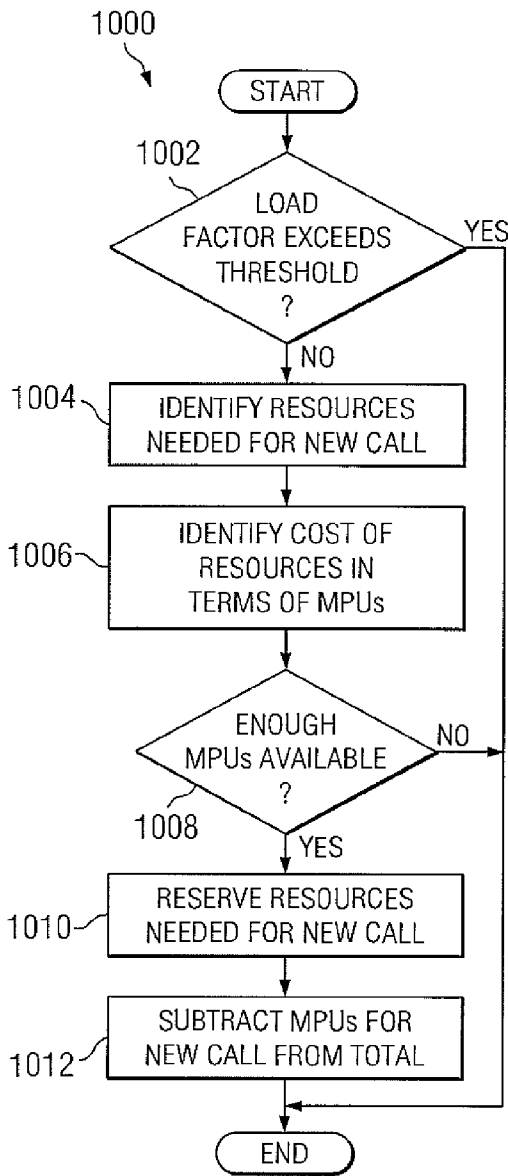 1000
START
1002
LOAD
FACTOR EXCEEDS
THRESHOLD
?
YES
NO
1004
IDENTIFY RESOURCES
NEEDED FOR NEW CALL
1006
IDENTIFY COST OF
RESOURCES IN
TERMS OF MPUs
ENOUGH
MPUs AVAILABLE
?
NO
1008
YES
1010
RESERVE RESOURCES
NEEDED FOR NEW CALL
1012
SUBTRACT MPUs FOR
NEW CALL FROM TOTAL
END